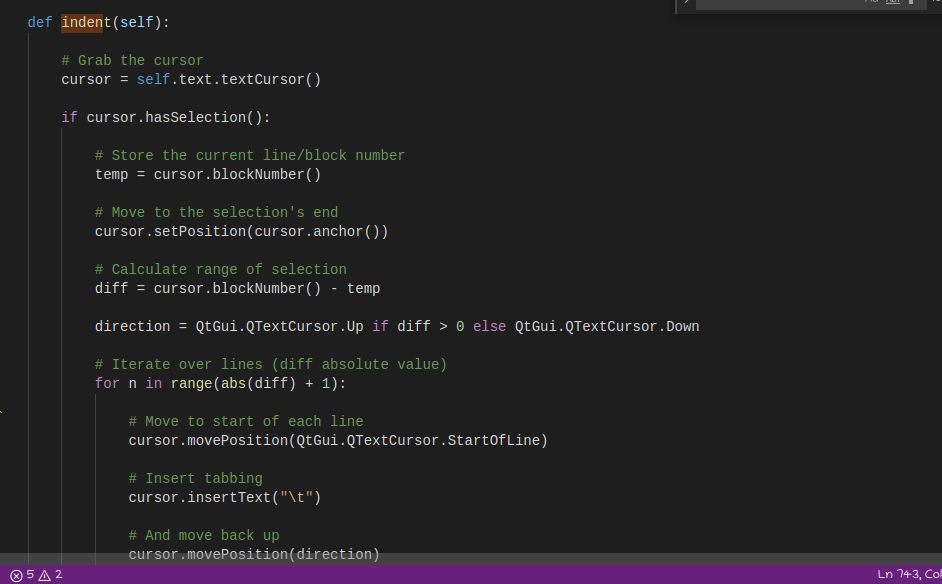 def indent(self):
# Grab the cursor
cursor = self.text.textCursor()
if cursor.hasSelection():
# Store the current line/block number
temp = cursor.blockNumber()
# Move to the selection's end
cursor.setPosition(cursor.anchor())
# Calculate range of selection
diff = cursor.blockNumber() - temp
direction = QtGui.QTextCursor.Up if diff > 0 else QtGui.QTextCursor.Down
# Iterate over lines (diff absolute value)
for n in range(abs(diff) + 1):
# Move to start of each line
cursor.movePosition(QtGui.QTextCursor.StartOfLine)
# Insert tabbing
cursor.insertText("\t")
# And move back up
cursor.movePosition(direction)
5 2 Ln 743, Col